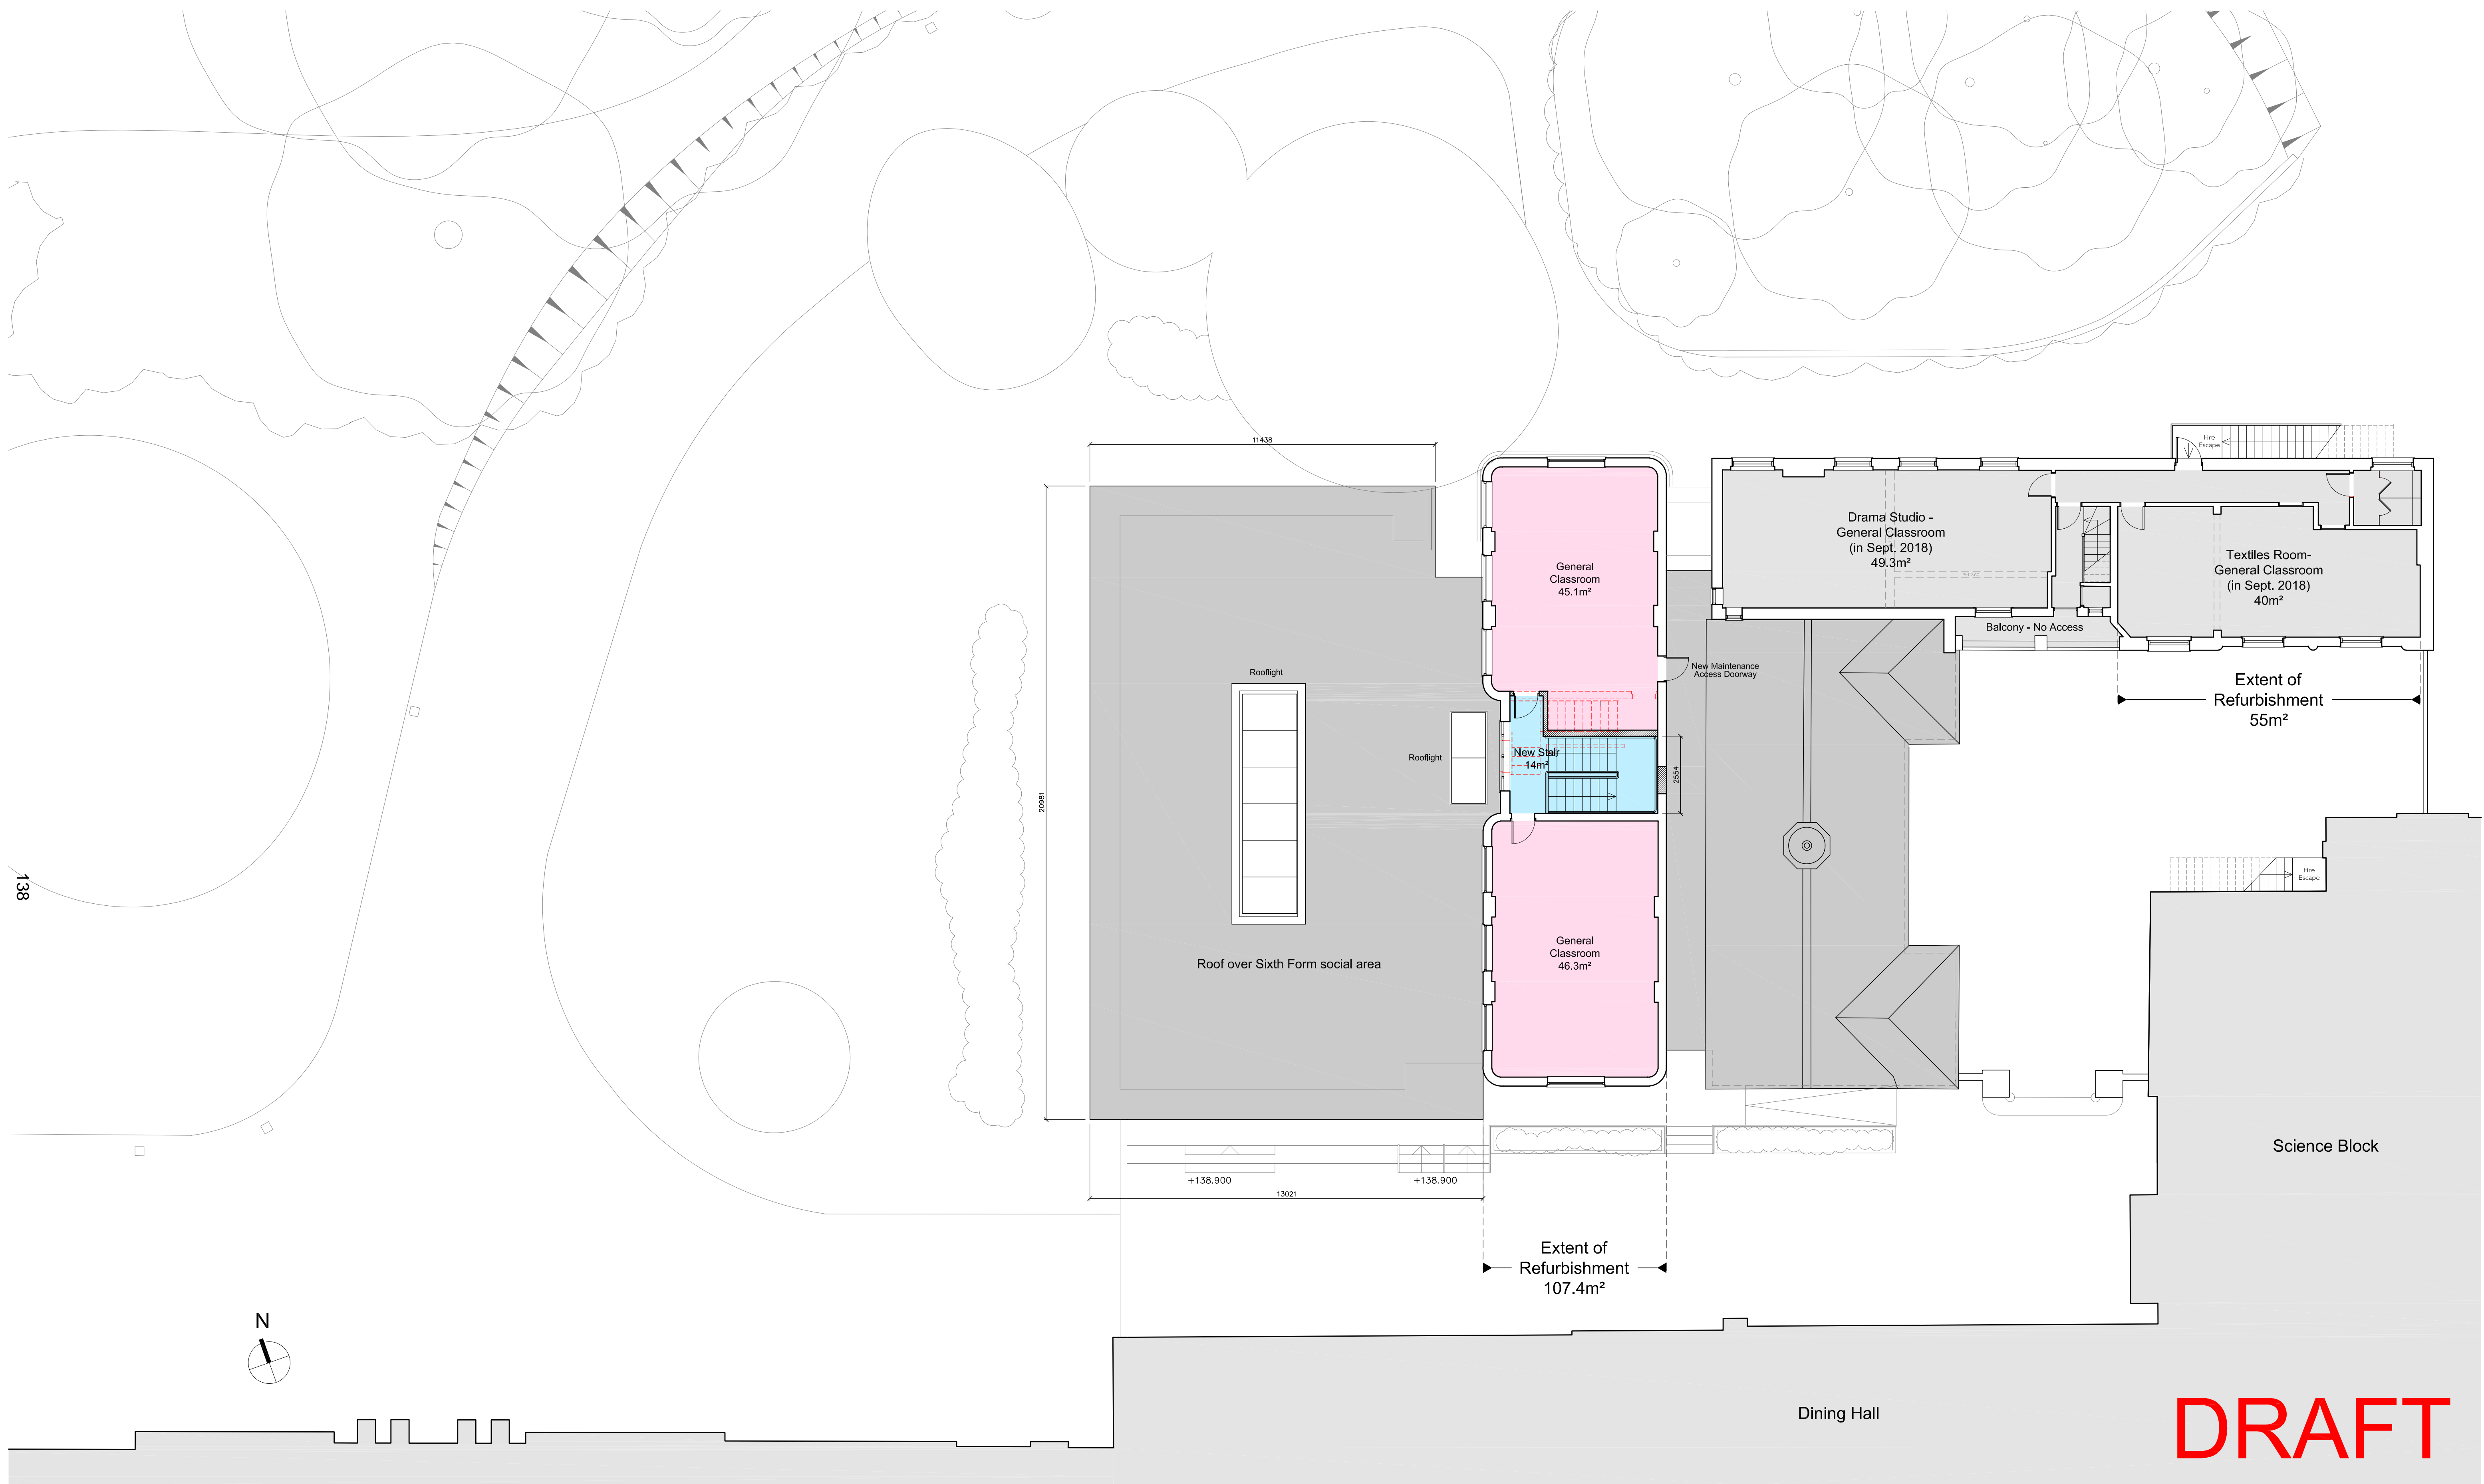 11438
Fire
Escape
Drama Studio -
General Classroom
(in Sept. 2018)
49.3m²
Textiles Room-
General Classroom
(in Sept. 2018)
40m²
General
Classroom
45.1m²
Balcony - No Access
Rooflight
New Maintenance
Access Doorway
Extent of
Refurbishment
55m²
Rooflight
New Stair
14m²
2554
20981
138
Fire
Escape
General
Classroom
46.3m²
Roof over Sixth Form social area
Science Block
+138.900
+138.900
13021
Extent of
Refurbishment
107.4m²
N
Dining Hall
DRAFT